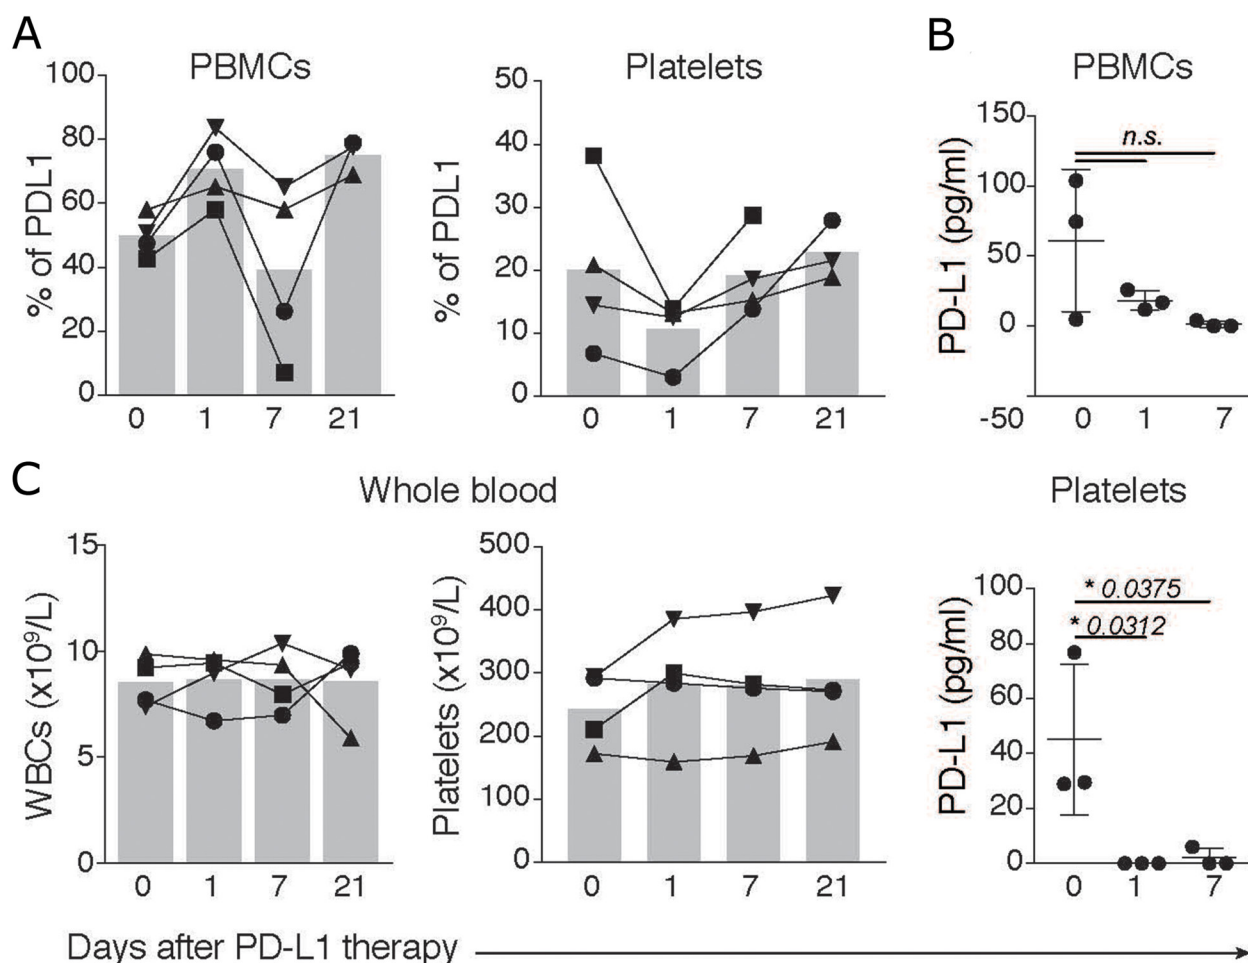 A
PBMCs
% of PDL1
100
80
60
40
20
0
0 1 7 21
Platelets
% of PDL1
50
40
30
20
10
0
0 1 7 21
B
PBMCs
PD-L1 (pg/ml)
150
100
50
0
-50
n.s.
0 1 7
C
Whole blood
WBCs (x10⁹/L)
15
10
5
0
0 1 7 21
Platelets (x10⁹/L)
500
400
300
200
100
0
0 1 7 21
Platelets
PD-L1 (pg/ml)
100
80
60
40
20
0
* 0.0375
* 0.0312
0 1 7
Days after PD-L1 therapy